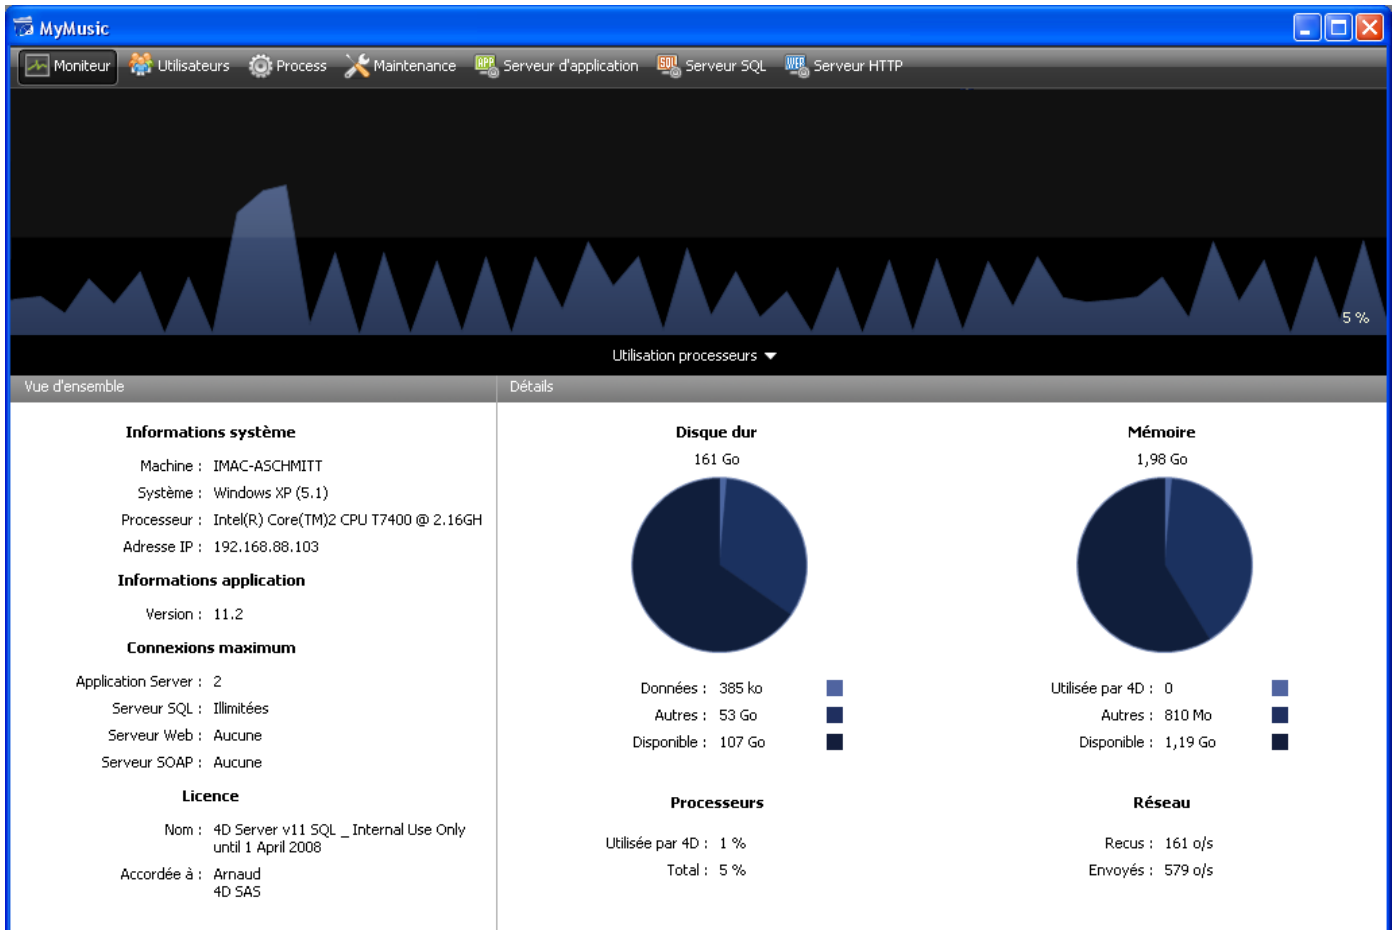 MyMusic
Moniteur Utilisateurs Process Maintenance Serveur d'application Serveur SQL Serveur HTTP
5 %
Utilisation processeurs
Vue d'ensemble
Informations système
Machine : IMAC-ASCHMITT
Système : Windows XP (5.1)
Processeur : Intel(R) Core(TM)2 CPU T7400 @ 2.16GH
Adresse IP : 192.168.88.103
Informations application
Version : 11.2
Connexions maximum
Application Server : 2
Serveur SQL : Illimitées
Serveur Web : Aucune
Serveur SOAP : Aucune
Licence
Nom : 4D Server v11 SQL _ Internal Use Only
until 1 April 2008
Accordée à : Arnaud
4D SAS
Détails
Disque dur
161 Go
Données : 385 ko
Autres : 53 Go
Disponible : 107 Go
Mémoire
1,98 Go
Utilisée par 4D : 0
Autres : 810 Mo
Disponible : 1,19 Go
Processeurs
Utilisée par 4D : 1 %
Total : 5 %
Réseau
Recus : 161 o/s
Envoyés : 579 o/s